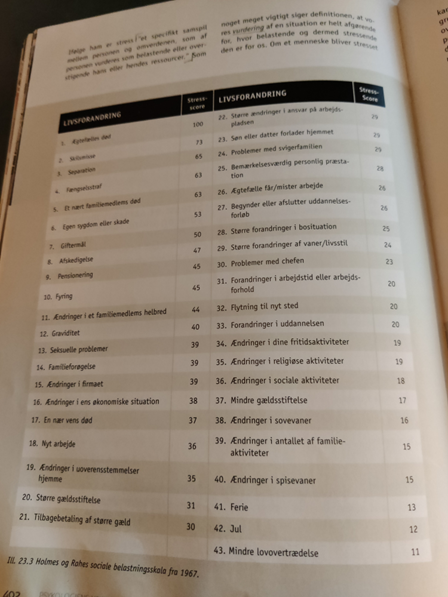 ifølge ham er stress "et specifikt samspil
mellem personen og omverdenen, som af
personen vurderes som belastende eller over-
stigende hans eller hendes ressourcer." Som
noget meget vigtigt siger definitionen, at vo-
res vurdering af en situation er helt afgørende
for, hvor belastende og dermed stressende
den er for os. Om et menneske bliver stresset
LIVSFORANDRING Stress-
score
1. Ægtefælles død 100
2. Skilsmisse 73
3. Separation 65
4. Fængselsstraf 63
5. Et nært familiemedlems død 63
6. Egen sygdom eller skade 53
7. Giftermål 50
8. Afskedigelse 47
9. Pensionering 45
10. Fyring 45
11. Ændringer i et familiemedlems helbred 44
12. Graviditet 40
13. Seksuelle problemer 39
14. Familieforøgelse 39
15. Ændringer i firmaet 39
16. Ændringer i ens økonomiske situation 38
17. En nær vens død 37
18. Nyt arbejde 36
19. Ændringer i uoverensstemmelser
hjemme 35
20. Større gældsstiftelse 31
21. Tilbagebetaling af større gæld 30
LIVSFORANDRING Stress-
Score
22. Større ændringer i ansvar på arbejds-
pladsen 29
23. Søn eller datter forlader hjemmet 29
24. Problemer med svigerfamilien 29
25. Bemærkelsesværdig personlig præsta-
tion 28
26. Ægtefælle får/mister arbejde 26
27. Begynder eller afslutter uddannelses-
forløb 26
28. Større forandringer i bosituation 25
29. Større forandringer af vaner/livsstil 24
30. Problemer med chefen 23
31. Forandringer i arbejdstid eller arbejds-
forhold 20
32. Flytning til nyt sted 20
33. Forandringer i uddannelsen 20
34. Ændringer i dine fritidsaktiviteter 19
35. Ændringer i religiøse aktiviteter 19
36. Ændringer i sociale aktiviteter 18
37. Mindre gældsstiftelse 17
38. Ændringer i sovevaner 16
39. Ændringer i antallet af familie-
aktiviteter 15
40. Ændringer i spisevaner 15
41. Ferie 13
42. Jul 12
43. Mindre lovovertrædelse 11
Ill. 23.3 Holmes og Rahes sociale belastningsskala fra 1967.
402